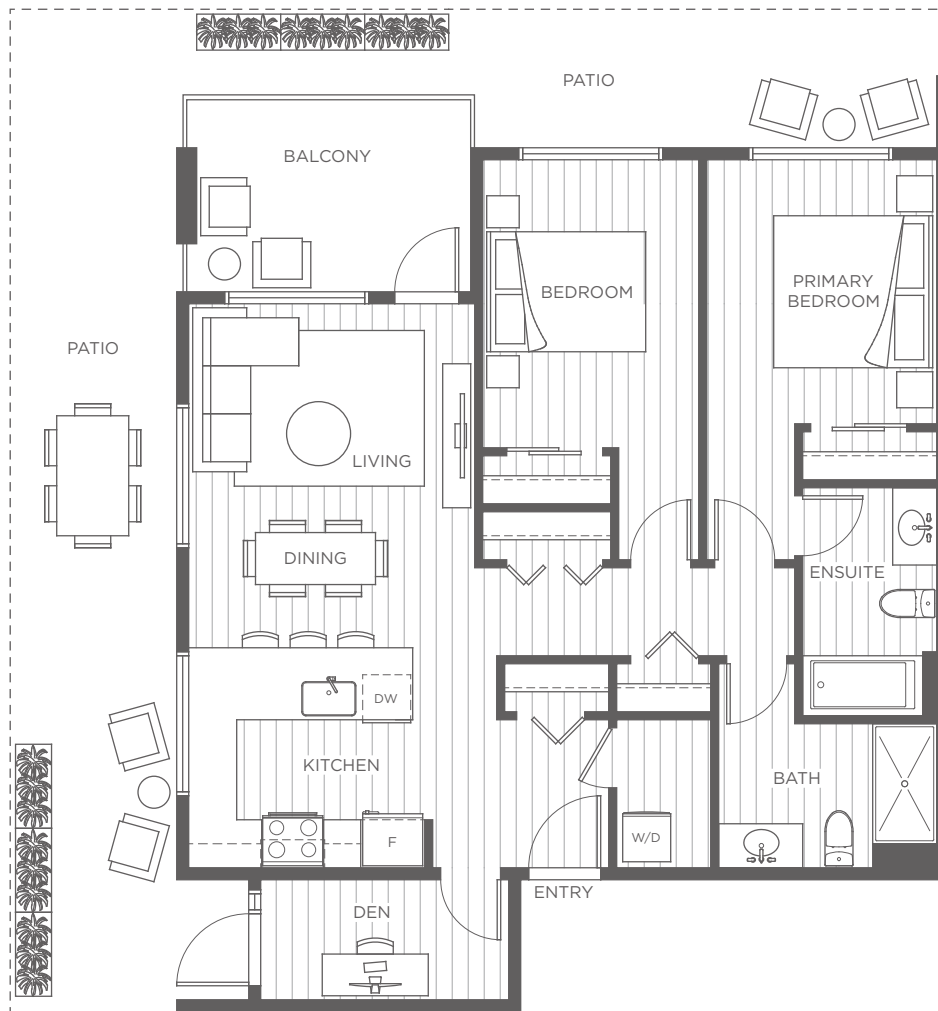 PATIO
BALCONY
BEDROOM
PRIMARY
BEDROOM
PATIO
LIVING
DINING
ENSUITE
DW
KITCHEN
BATH
W/D
F
ENTRY
DEN